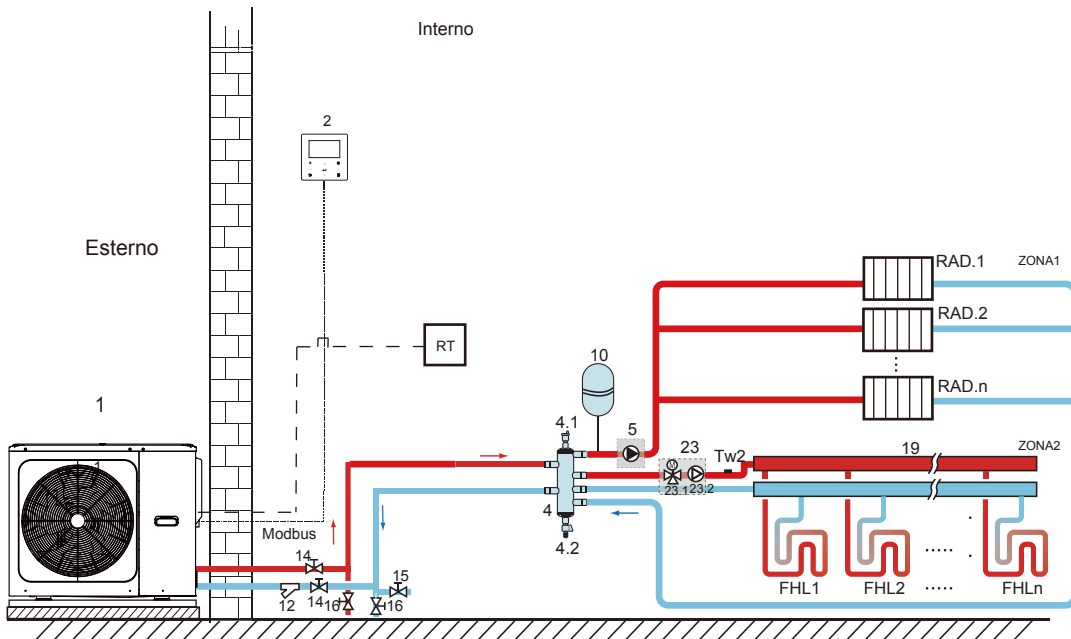 Interno
2
Esterno
RAD.1
ZONA1
RAD.2
RT
10
RAD.n
1
4.1
5
23
Tw2
19
ZONA2
M
1
23.1
23.2
4
Modbus
4.2
14
15
12
14
16
16
FHL1
FHL2
FHLn